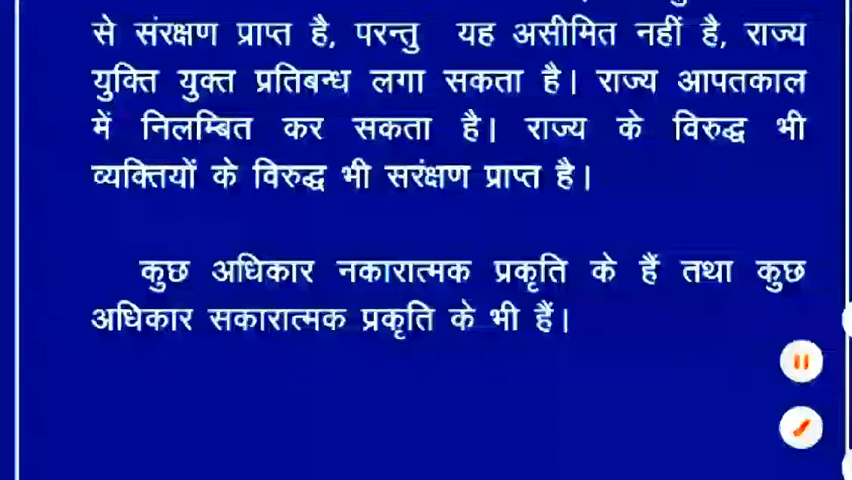 से संरक्षण प्राप्त है, परन्तु यह असीमित नहीं है, राज्य
युक्ति युक्त प्रतिबन्ध लगा सकता है। राज्य आपतकाल
में निलम्बित कर सकता है। राज्य के विरुद्ध भी
व्यक्तियों के विरुद्ध भी सरंक्षण प्राप्त है।
कुछ अधिकार नकारात्मक प्रकृति के हैं तथा कुछ
अधिकार सकारात्मक प्रकृति के भी हैं।